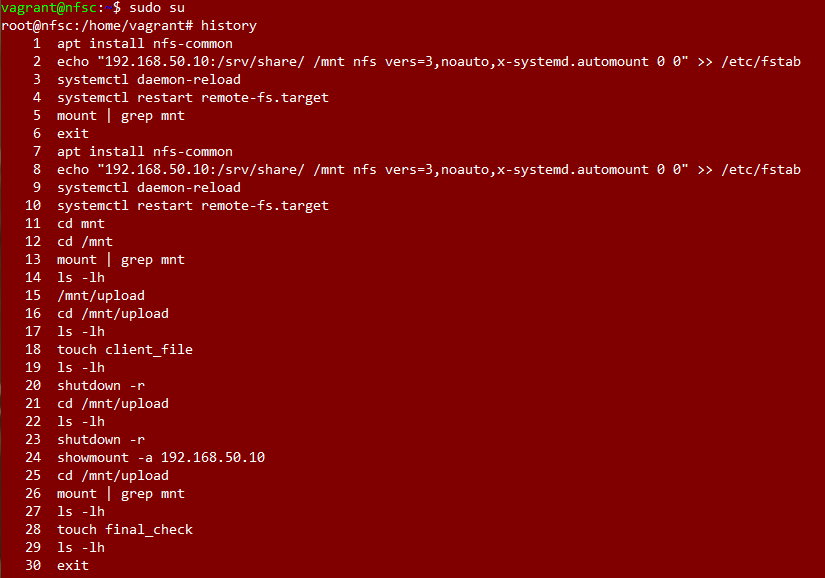 vagrant@nfsc:~$ sudo su
root@nfsc:/home/vagrant# history
    1  apt install nfs-common
    2  echo "192.168.50.10:/srv/share/ /mnt nfs vers=3,noauto,x-systemd.automount 0 0" >> /etc/fstab
    3  systemctl daemon-reload
    4  systemctl restart remote-fs.target
    5  mount | grep mnt
    6  exit
    7  apt install nfs-common
    8  echo "192.168.50.10:/srv/share/ /mnt nfs vers=3,noauto,x-systemd.automount 0 0" >> /etc/fstab
    9  systemctl daemon-reload
   10  systemctl restart remote-fs.target
   11  cd mnt
   12  cd /mnt
   13  mount | grep mnt
   14  ls -lh
   15  /mnt/upload
   16  cd /mnt/upload
   17  ls -lh
   18  touch client_file
   19  ls -lh
   20  shutdown -r
   21  cd /mnt/upload
   22  ls -lh
   23  shutdown -r
   24  showmount -a 192.168.50.10
   25  cd /mnt/upload
   26  mount | grep mnt
   27  ls -lh
   28  touch final_check
   29  ls -lh
   30  exit